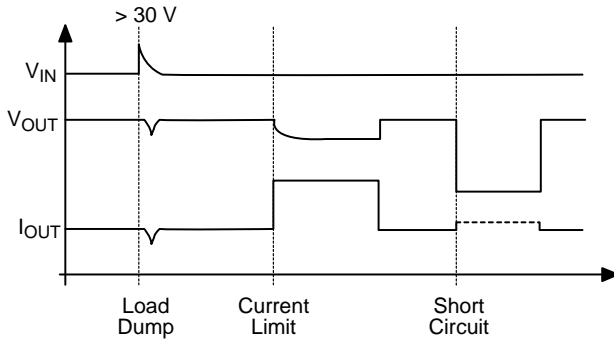 > 30 V
VIN
VOUT
IOUT
Load
Dump
Current
Limit
Short
Circuit